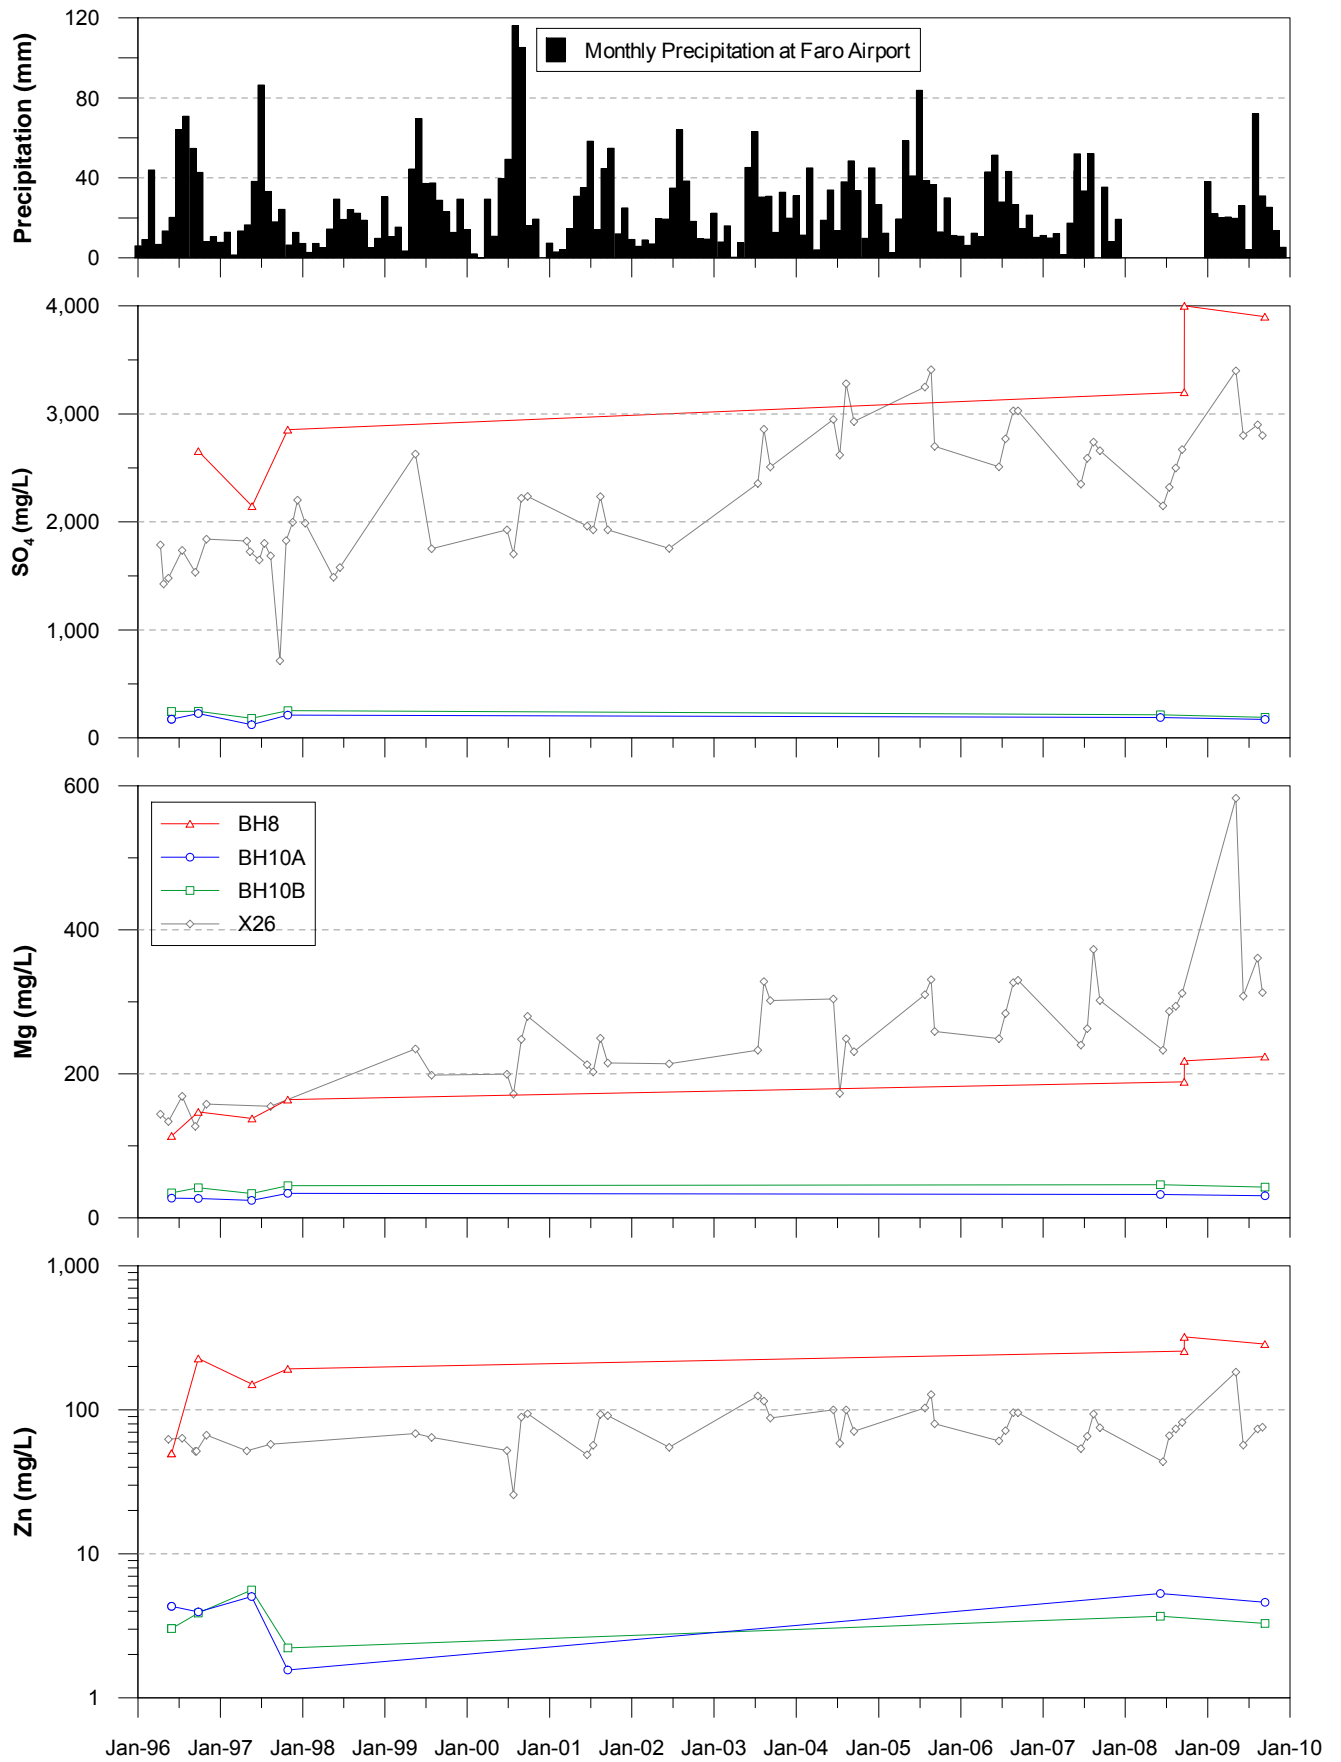 Precipitation (mm)
120
80
40
0
Monthly Precipitation at Faro Airport
SO4 (mg/L)
4,000
3,000
2,000
1,000
0
Mg (mg/L)
600
400
200
0
BH8
BH10A
BH10B
X26
Zn (mg/L)
1,000
100
10
1
Jan-96 Jan-97 Jan-98 Jan-99 Jan-00 Jan-01 Jan-02 Jan-03 Jan-04 Jan-05 Jan-06 Jan-07 Jan-08 Jan-09 Jan-10